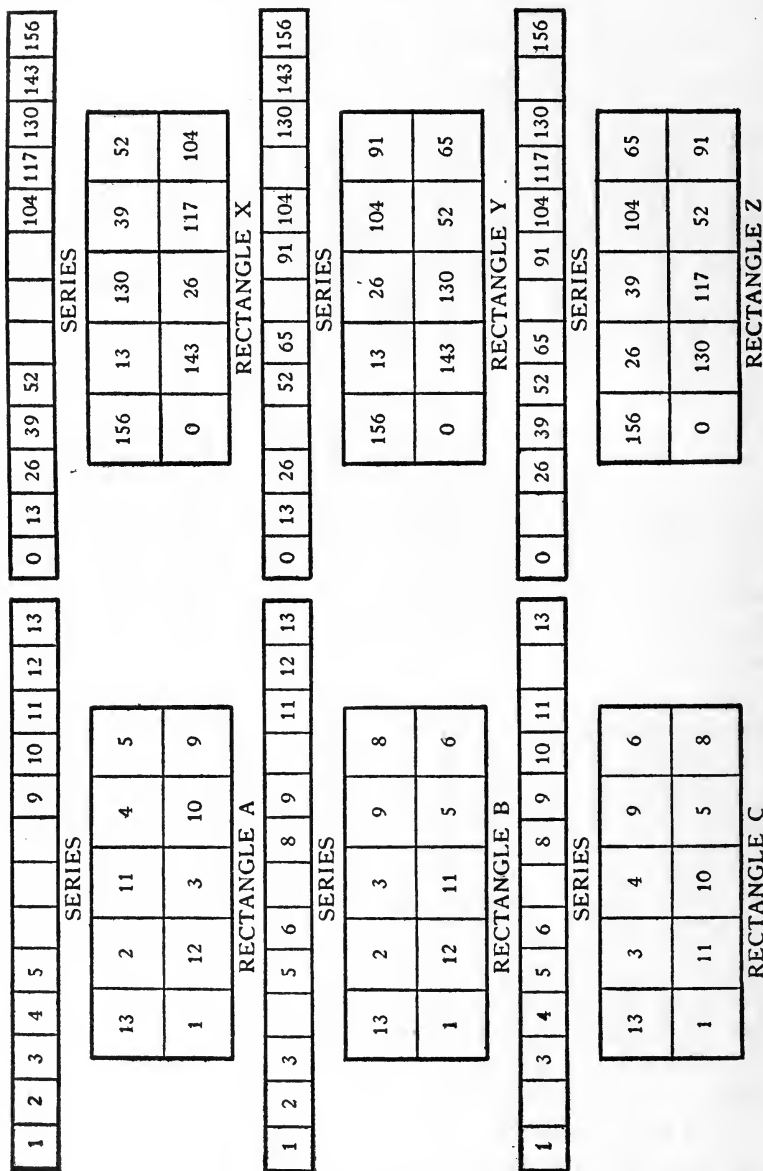 1 2 3 4 5 9 10 11 12 13
SERIES
13 2 11 4 5
1 12 3 10 9
RECTANGLE A
0 13 26 39 52 104 117 130 143 156
SERIES
156 13 130 39 52
0 143 26 117 104
RECTANGLE X
1 2 3 5 6 8 9 11 12 13
SERIES
13 2 3 9 8
1 12 11 5 6
RECTANGLE B
0 13 26 52 65 91 104 130 143 156
SERIES
156 13 26 104 91
0 143 130 52 65
RECTANGLE Y
1 3 4 5 6 8 9 10 11 13
SERIES
13 3 4 9 6
1 11 10 5 8
RECTANGLE C
0 26 39 52 65 91 104 117 130 156
SERIES
156 26 39 104 65
0 130 117 52 91
RECTANGLE Z